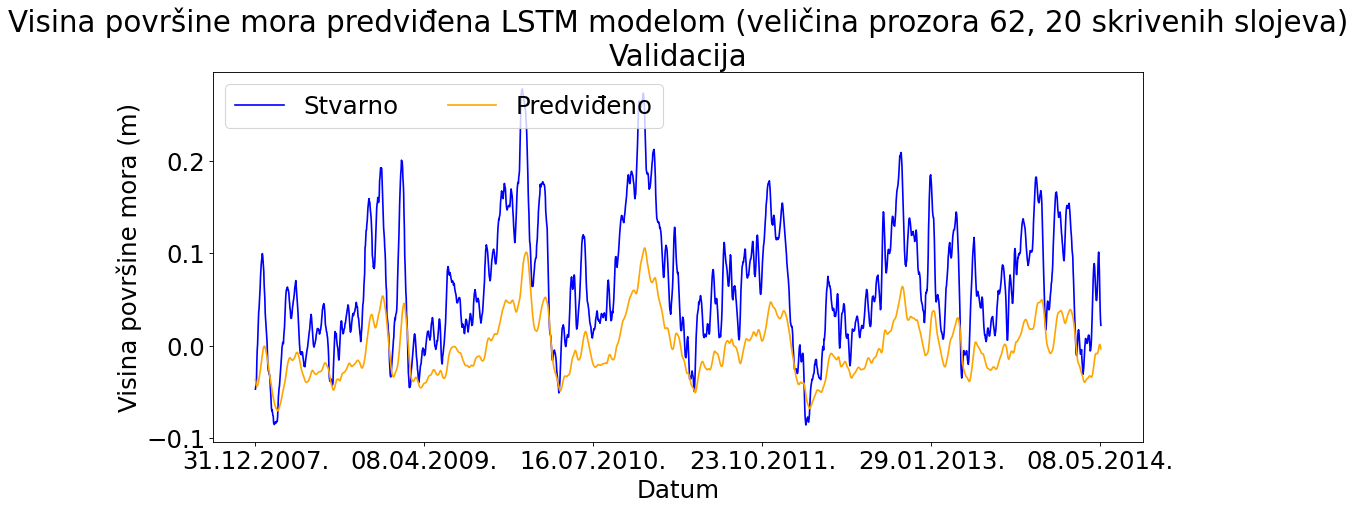 Visina površine mora predviđena LSTM modelom (veličina prozora 62, 20 skrivenih slojeva)
Validacija
Stvarno Predviđeno
Visina površine mora (m)
0.2
0.1
0.0
−0.1
31.12.2007. 08.04.2009. 16.07.2010. 23.10.2011. 29.01.2013. 08.05.2014.
Datum